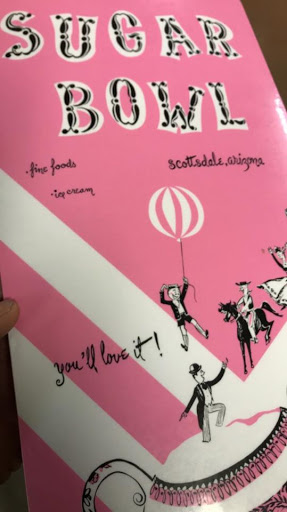 SUGAR
BOWL
·fine foods
·ice cream
scottsdale, arizona
you'll love it!